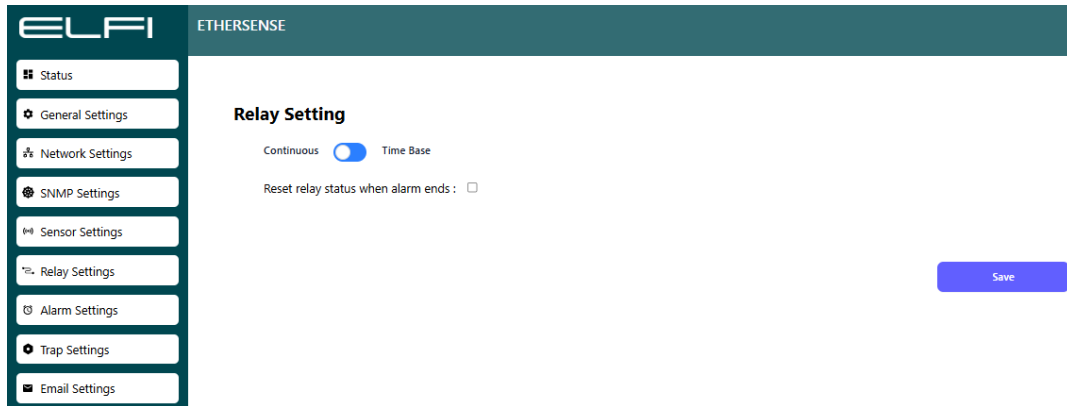 ELFI
ETHERSENSE
Status
General Settings
Network Settings
SNMP Settings
Sensor Settings
Relay Settings
Alarm Settings
Trap Settings
Email Settings
Relay Setting
Continuous Time Base
Reset relay status when alarm ends :
Save